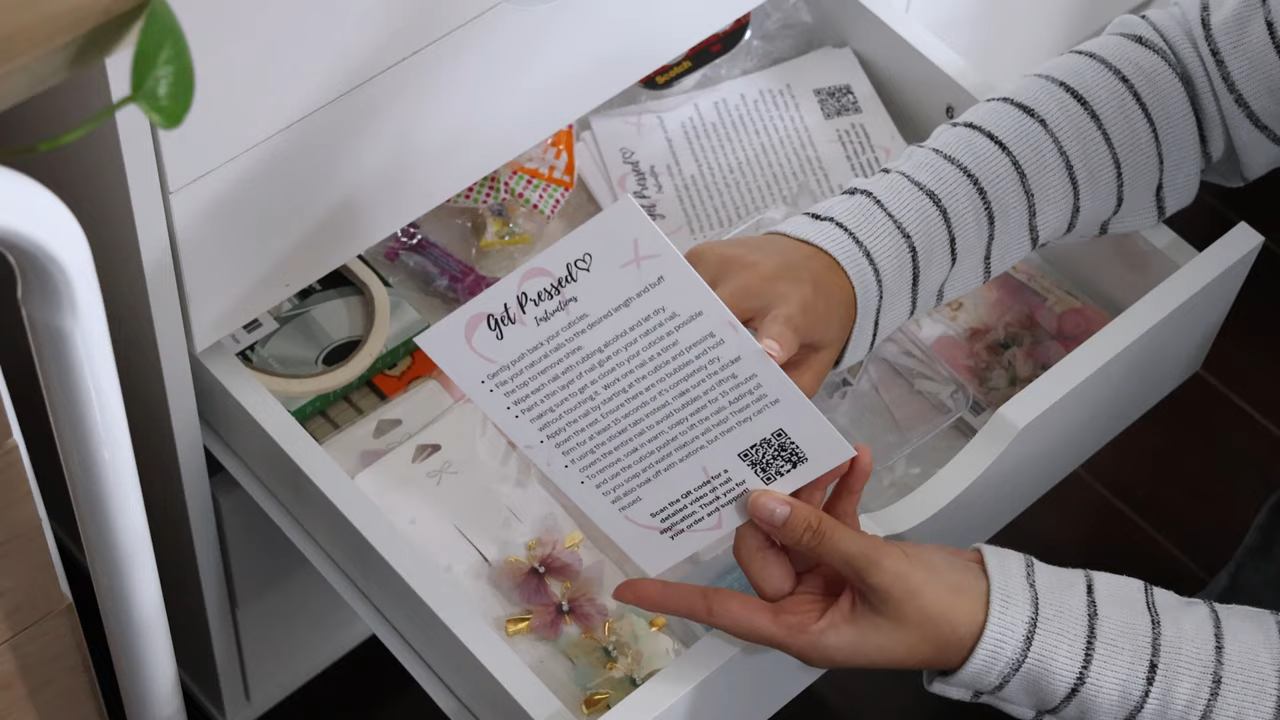 Scotch
Get Pressed
Instructions
Get Pressed
Instructions
• Gently push back your cuticles.
• File your natural nails to the desired length and buff
the top to remove shine.
• Wipe each nail with rubbing alcohol and let dry.
• Paint a thin layer of nail glue on your natural nail,
making sure to get as close to your cuticle as possible
without touching it. Work one nail at a time!
• Apply the nail by starting at the cuticle and pressing
down the rest. Ensure there are no bubbles and hold
firm for at least 15 seconds or it's completely dry.
• If using the sticker tabs instead, make sure the sticker
covers the entire nail to avoid bubbles and lifting.
• To remove, soak in warm, soapy water for 15 minutes
and use the cuticle pusher to lift the nails. Adding oil
to you soap and water mixture will help! These nails
will also soak off with acetone, but then they can't be
reused.
Scan the QR code for a
detailed video on nail
application. Thank you for
your order and support!